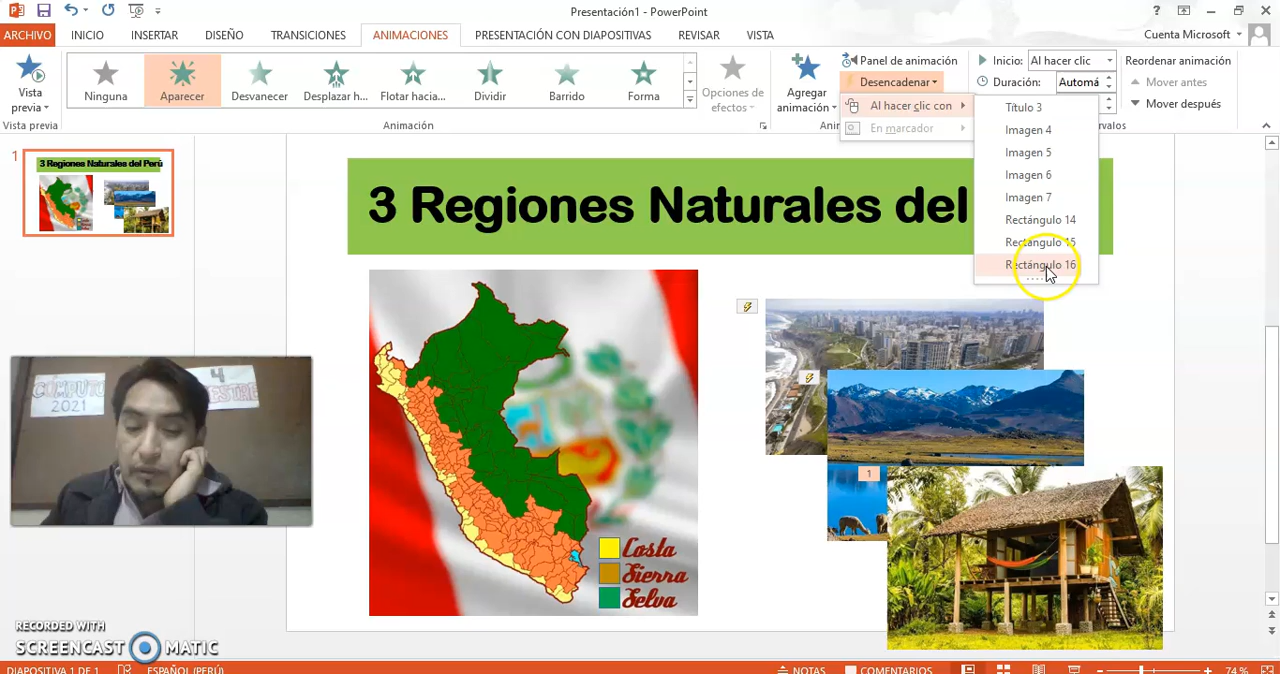 Presentación1 - PowerPoint
ARCHIVO INICIO INSERTAR DISEÑO TRANSICIONES ANIMACIONES PRESENTACIÓN CON DIAPOSITIVAS REVISAR VISTA Cuenta Microsoft
Vista previa
Ninguna Aparecer Desvanecer Desplazar h... Flotar hacia... Dividir Barrido Forma
Opciones de efectos
Agregar animación
Panel de animación
Desencadenar
Al hacer clic con
En marcador
Inicio: Al hacer clic
Duración: Automá
Reordenar animación
Mover antes
Mover después
Vista previa Animación Anir rvalos
Título 3
Imagen 4
Imagen 5
Imagen 6
Imagen 7
Rectángulo 14
Rectángulo 15
Rectángulo 16
1
3 Regiones Naturales del Perú
3 Regiones Naturales del
1
Costa
Sierra
Selva
CÓMPUTO
2021
4
RECORDED WITH
SCREENCAST MATIC
DIAPOSITIVA 1 DE 1 ESPAÑOL (PERÚ) NOTAS COMENTARIOS 74 %